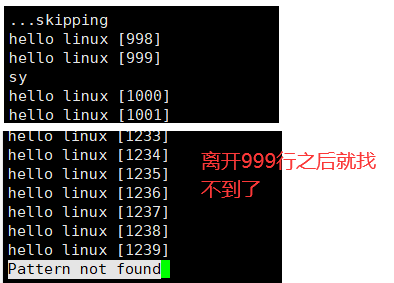 ...skipping
hello linux [998]
hello linux [999]
sy
hello linux [1000]
hello linux [1001]
hello linux [1233]
hello linux [1234]
hello linux [1235]
hello linux [1236]
hello linux [1237]
hello linux [1238]
hello linux [1239]
Pattern not found
离开999行之后就找
不到了